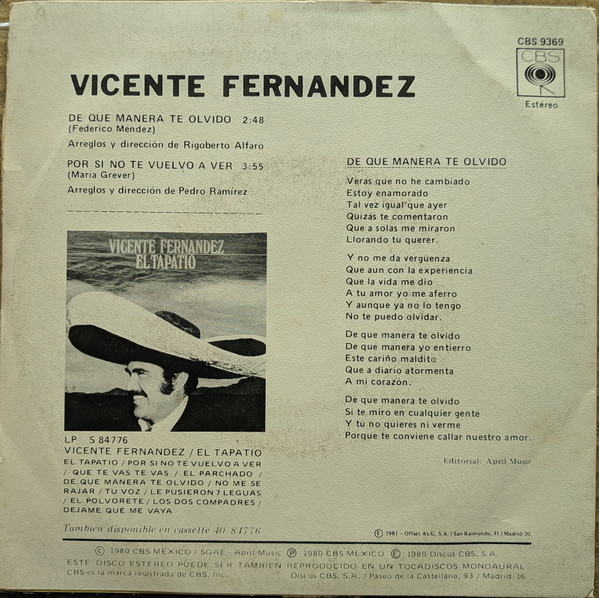 CBS 9369
CBS
Estéreo
VICENTE FERNANDEZ
DE QUE MANERA TE OLVIDO 2:48
(Federico Méndez)
Arreglos y dirección de Rigoberto Alfaro
POR SI NO TE VUELVO A VER 3:55
(María Grever)
Arreglos y dirección de Pedro Ramírez
VICENTE FERNANDEZ
EL TAPATIO
LP S 84776
VICENTE FERNANDEZ / EL TAPATIO
EL TAPATIO / POR SI NO TE VUELVO A VER
/ QUE TE VAS TE VAS / EL PARCHADO /
DE QUE MANERA TE OLVIDO / NO ME SE
RAJAR / TU VOZ / LE PUSIERON 7 LEGUAS
/ EL POLVORETE / LOS DOS COMPADRES /
DEJAME QUE ME VAYA
Tambien disponible en cassette 40-84776
DE QUE MANERA TE OLVIDO
Verás que no he cambiado
Estoy enamorado
Tal vez igual que ayer
Quizás te comentaron
Que a solas me miraron
Llorando tu querer.
Y no me da vergüenza
Que aun con la experiencia
Que la vida me dio
A tu amor yo me aferro
Y aunque ya no lo tengo
No te puedo olvidar.
De que manera te olvido
De que manera yo entierro
Este cariño maldito
Que a diario atormenta
A mi corazón.
De que manera te olvido
Si te miro en cualquier gente
Y tu no quieres ni verme
Porque te conviene callar nuestro amor.
Editorial: April Music
Ⓔ 1981 - Offset ALG, S.A. / San Raimundo, 31 / Madrid-20
Ⓒ 1980 CBS MEXICO / SGAE - April Music Ⓟ 1980 CBS MEXICO Ⓔ 1980 Discos CBS, S.A.
ESTE DISCO ESTEREO PUEDE SER TAMBIEN REPRODUCIDO EN UN TOCADISCOS MONOAURAL
CBS es la marca registrada de CBS, Inc. Discos CBS, S.A. / Paseo de la Castellana, 93 / Madrid-16